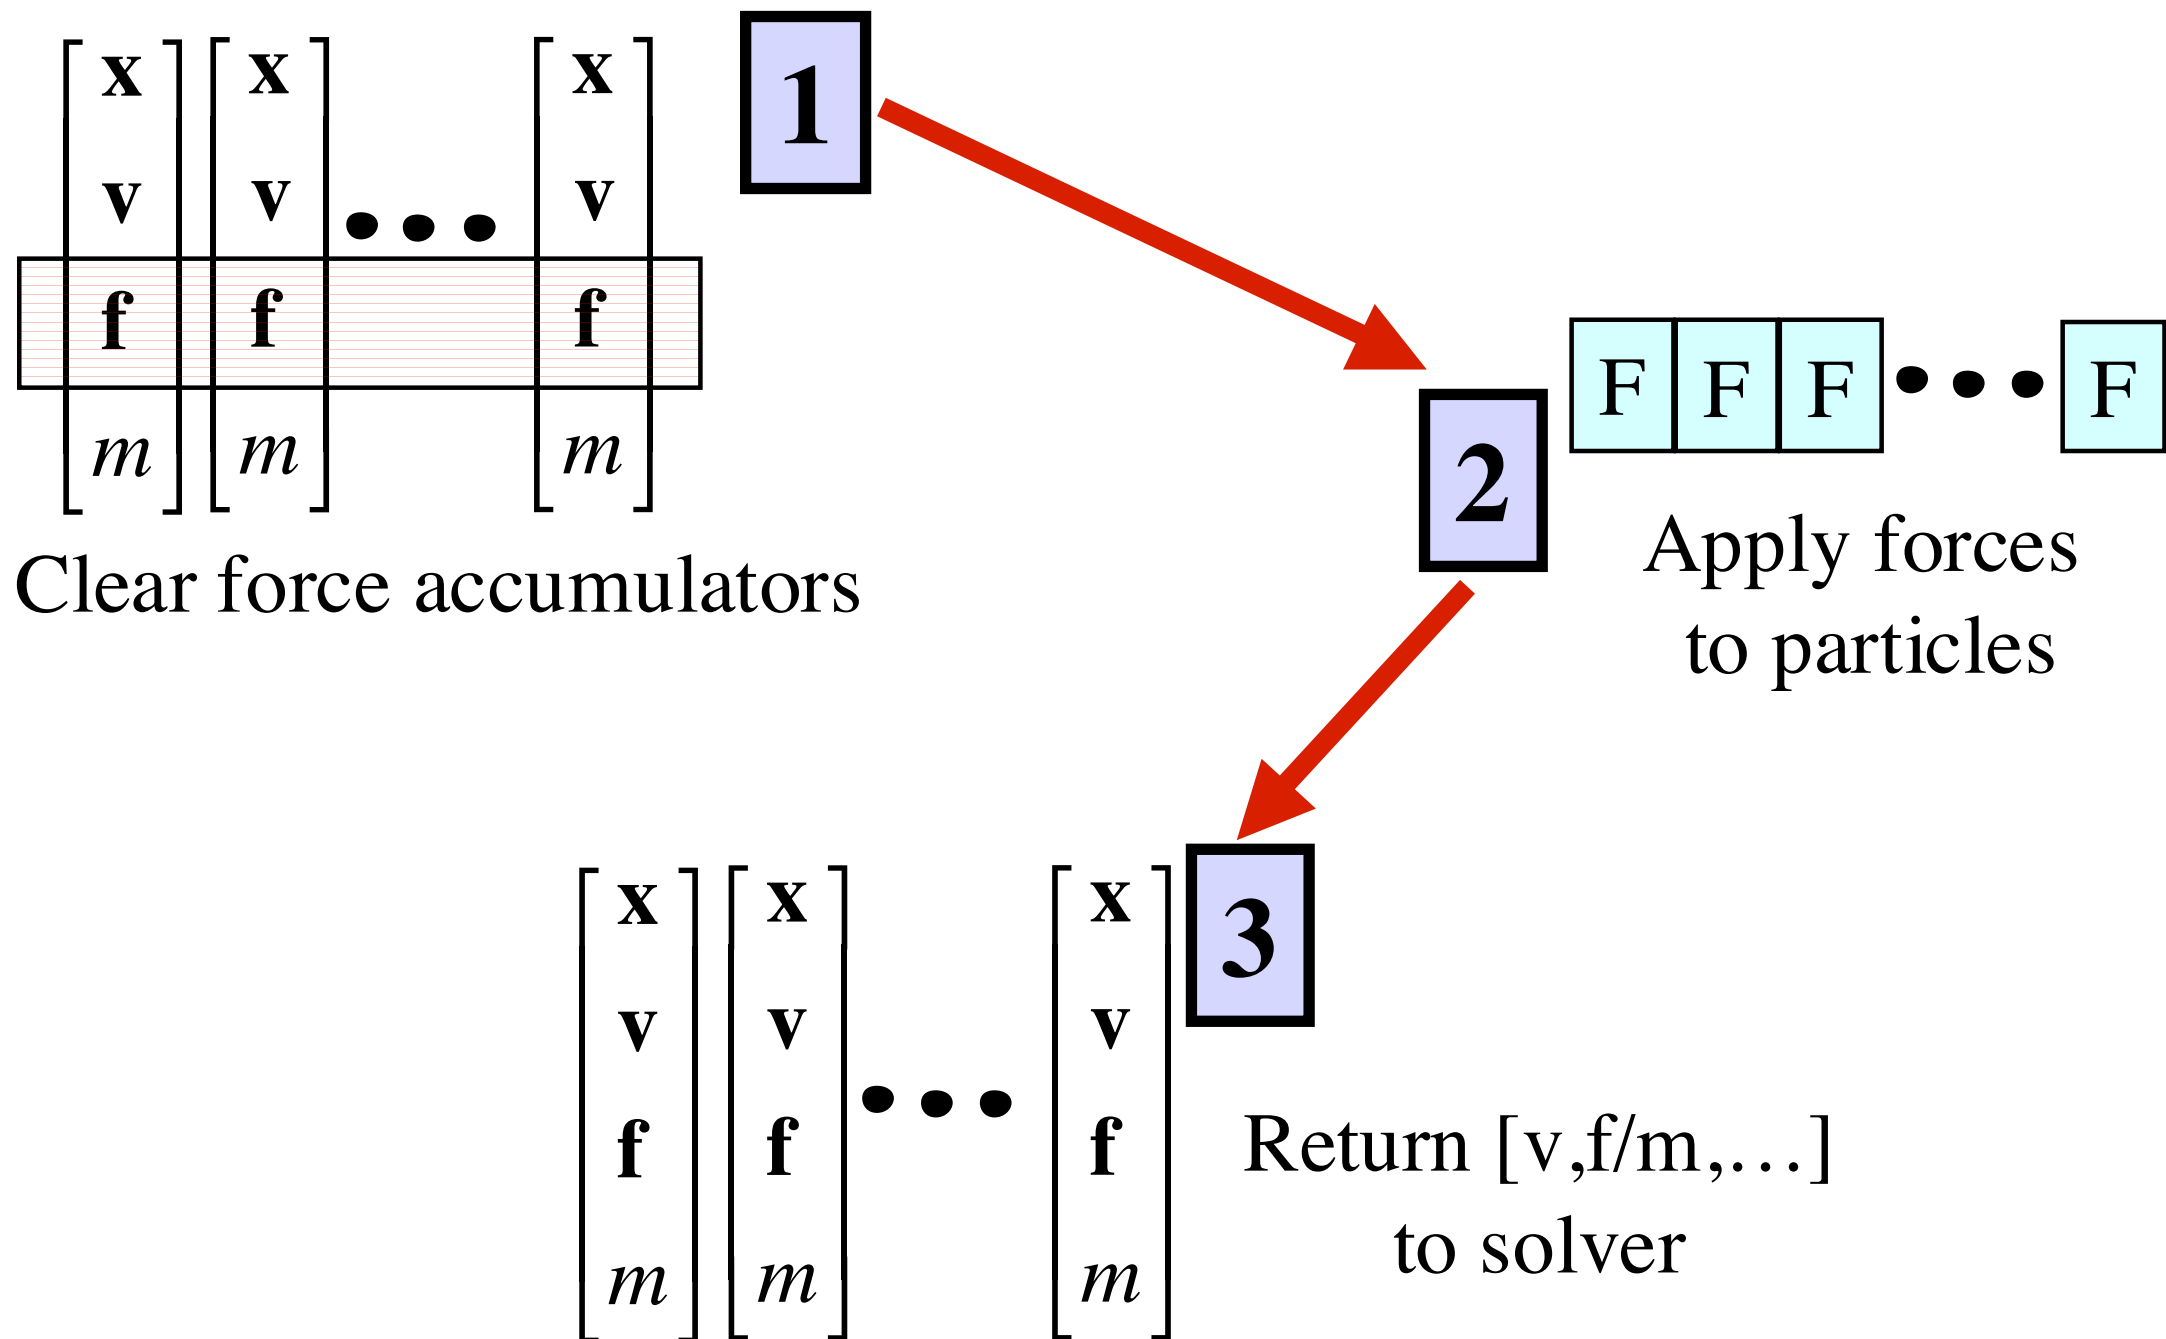 x x x
v v v
f f f
m m m
Clear force accumulators
1
2
F F F F
Apply forces
to particles
3
x x x
v v v
f f f
m m m
Return [v,f/m,…]
to solver